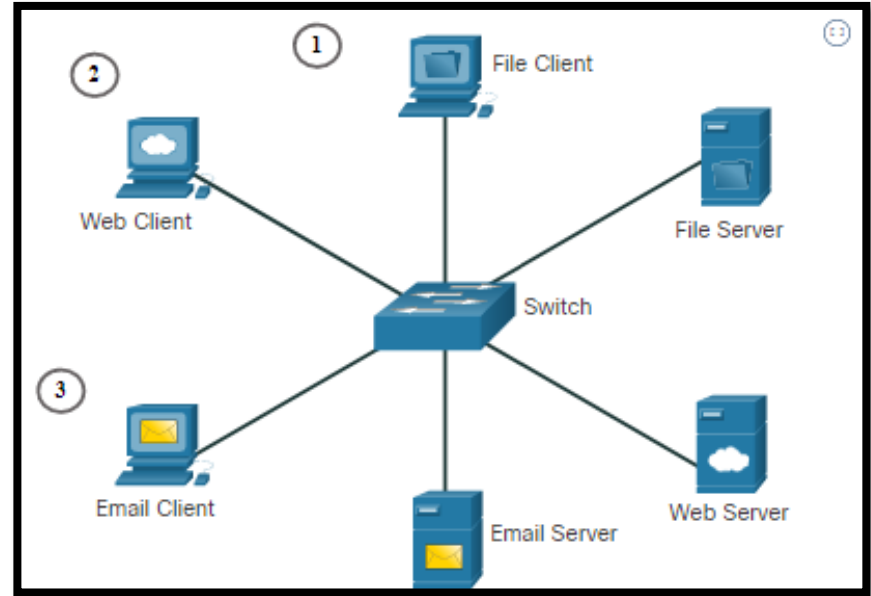 1
File Client
2
Web Client
File Server
Switch
3
Email Client
Email Server
Web Server